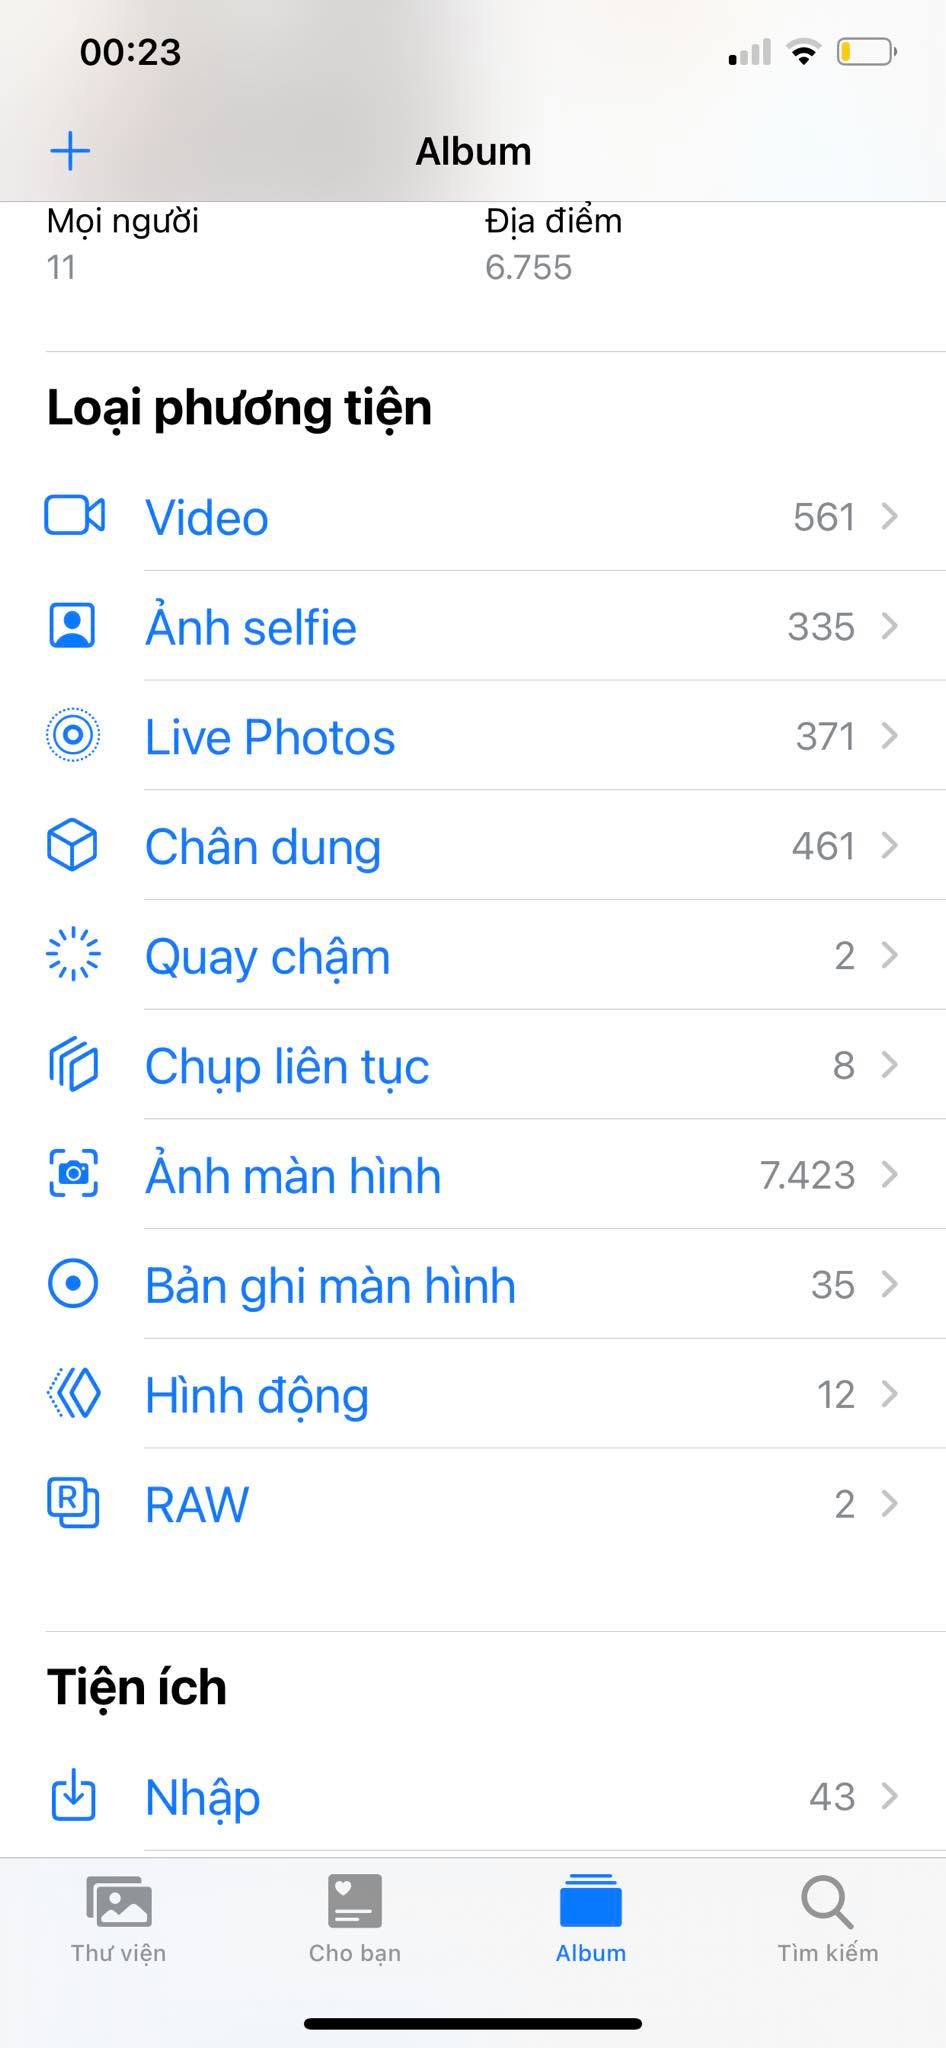 00:23
Album
Mọi người
Địa điểm
11
6.755
Loại phương tiện
Video 561
Ảnh selfie 335
Live Photos 371
Chân dung 461
Quay chậm 2
Chụp liên tục 8
Ảnh màn hình 7.423
Bản ghi màn hình 35
Hình động 12
R RAW 2
Tiện ích
Nhập 43
Thư viện
Cho bạn
Album
Tìm kiếm